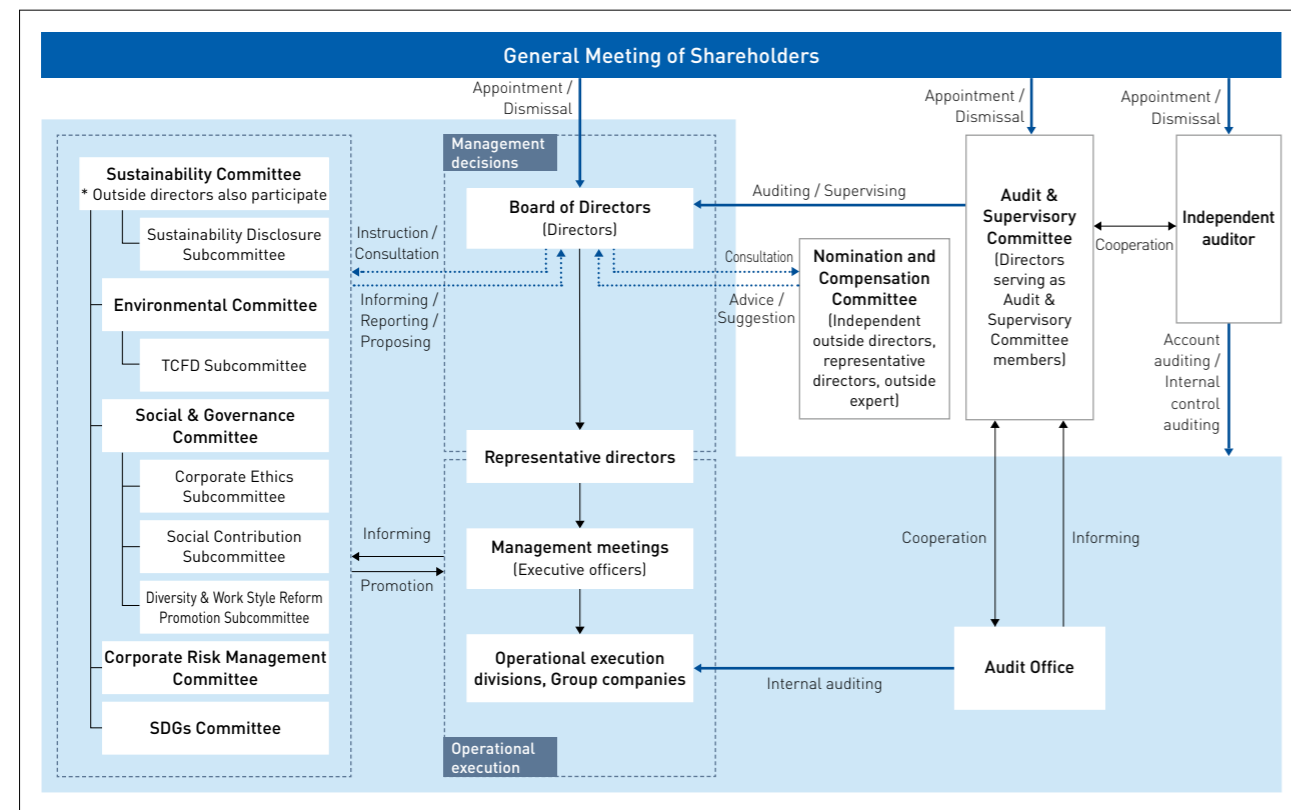 General Meeting of Shareholders
Appointment /
Dismissal
Appointment /
Dismissal
Appointment /
Dismissal
Management
decisions
Sustainability Committee
* Outside directors also participate
Sustainability Disclosure
Subcommittee
Environmental Committee
TCFD Subcommittee
Social & Governance
Committee
Corporate Ethics
Subcommittee
Social Contribution
Subcommittee
Diversity & Work Style Reform
Promotion Subcommittee
Corporate Risk Management
Committee
SDGs Committee
Instruction /
Consultation
Informing /
Reporting /
Proposing
Informing
Promotion
Board of Directors
(Directors)
Representative directors
Management meetings
(Executive officers)
Operational execution
divisions, Group companies
Operational
execution
Auditing / Supervising
Consultation
Advice /
Suggestion
Nomination and
Compensation
Committee
(Independent
outside directors,
representative
directors, outside
expert)
Audit &
Supervisory
Committee
(Directors
serving as
Audit &
Supervisory
Committee
members)
Cooperation
Independent
auditor
Account
auditing /
Internal
control
auditing
Cooperation
Informing
Internal auditing
Audit Office